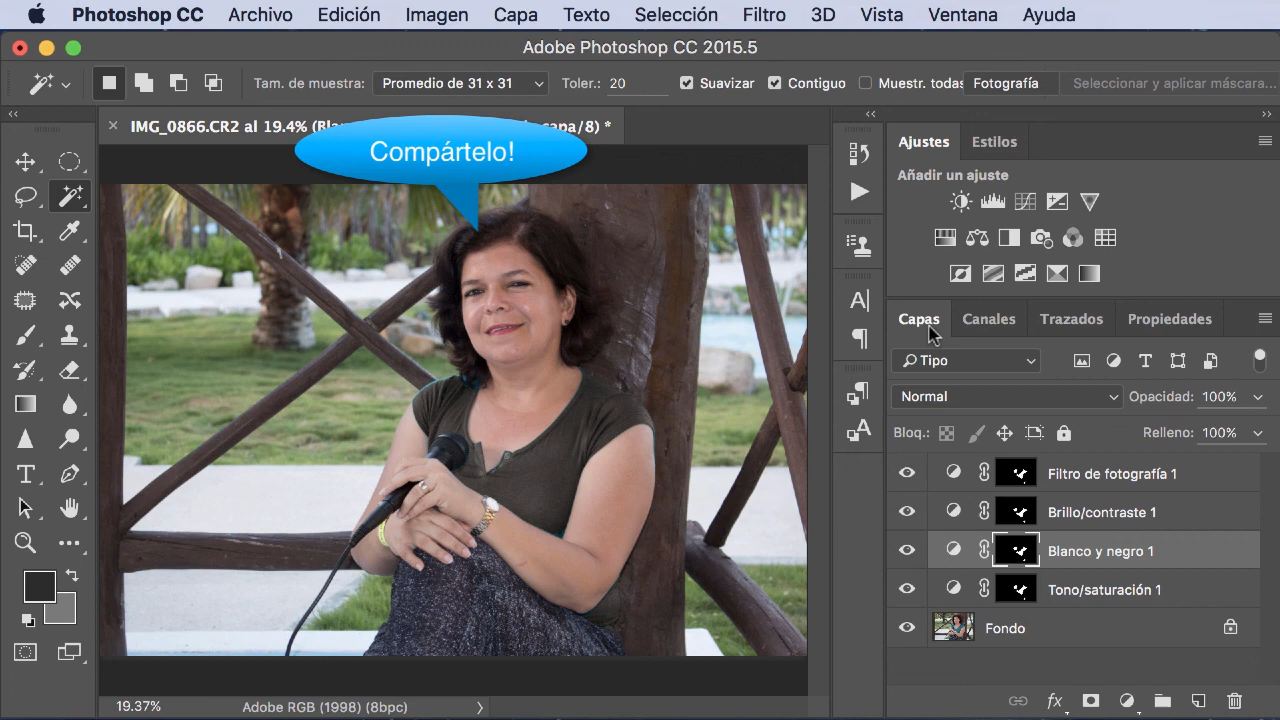 Photoshop CC Archivo Edición Imagen Capa Texto Selección Filtro 3D Vista Ventana Ayuda
Adobe Photoshop CC 2015.5
Tam. de muestra: Promedio de 31 x 31 Toler.: 20 Suavizar Contiguo Muestr. todas Fotografía Seleccionar y aplicar máscara...
IMG_0866.CR2 al 19.4% capa/8) *
Compártelo!
Ajustes Estilos
Añadir un ajuste
Capas Canales Trazados Propiedades
Tipo
Normal Opacidad: 100%
Bloq.: Relleno: 100%
Filtro de fotografía 1
Brillo/contraste 1
Blanco y negro 1
Tono/saturación 1
Fondo
19.37% Adobe RGB (1998) (8bpc)